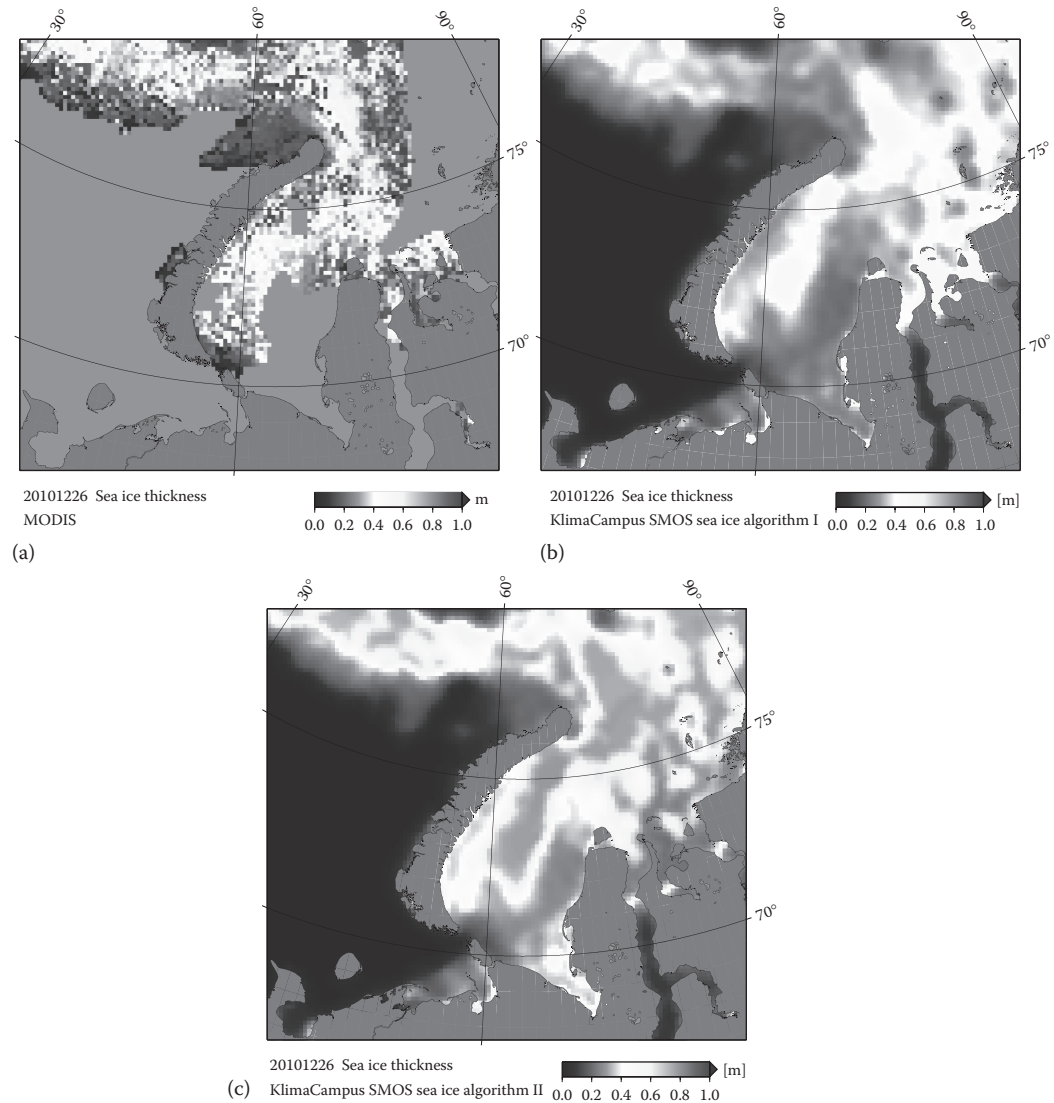 30° 60° 90°
75°
70°
20101226 Sea ice thickness
MODIS
m
0.0 0.2 0.4 0.6 0.8 1.0
(a)
30° 60° 90°
75°
70°
20101226 Sea ice thickness
KlimaCampus SMOS sea ice algorithm I
[m]
0.0 0.2 0.4 0.6 0.8 1.0
(b)
30° 60° 90°
75°
70°
20101226 Sea ice thickness
(c) KlimaCampus SMOS sea ice algorithm II
[m]
0.0 0.2 0.4 0.6 0.8 1.0